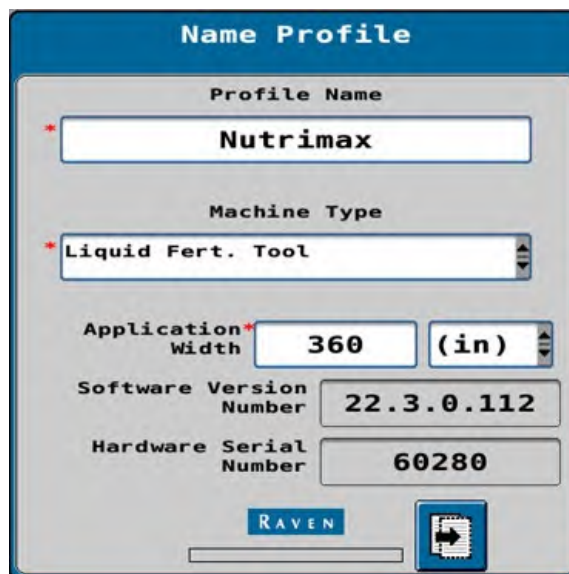 Name Profile
Profile Name
* Nutrimax
Machine Type
* Liquid Fert. Tool
Application* 360 (in)
Width
Software Version
Number 22.3.0.112
Hardware Serial
Number 60280
RAVEN